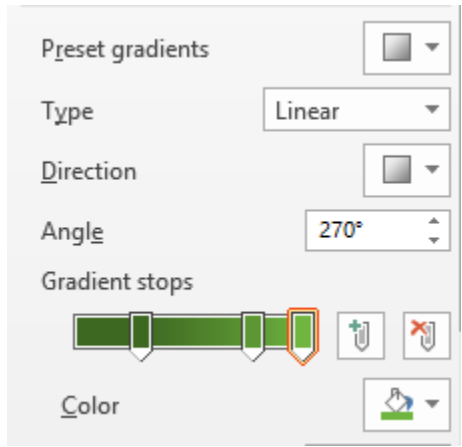 Preset gradients
Type
Linear
Direction
Angle
270°
Gradient stops
Color